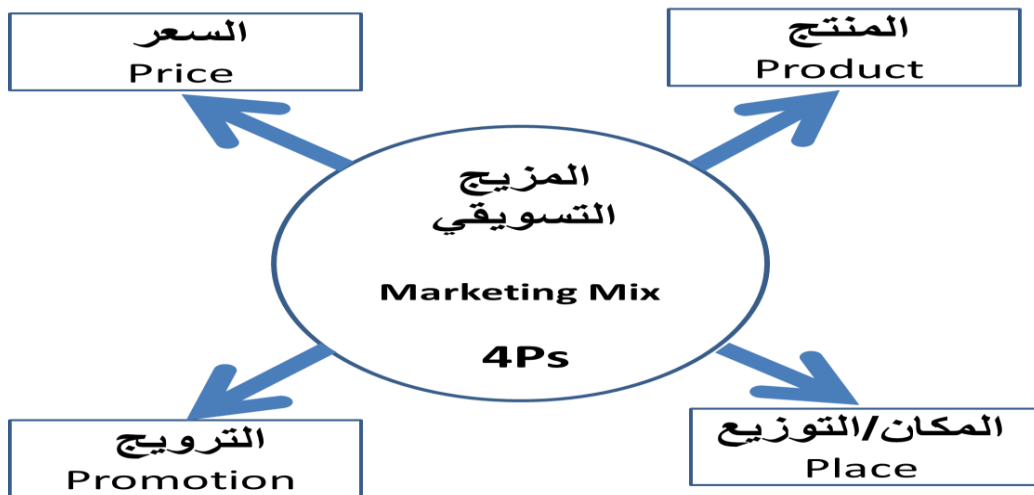 السعر
Price
المنتج
Product
المزيج
التسويقي
Marketing Mix
4Ps
الترويج
Promotion
المكان/التوزيع
Place